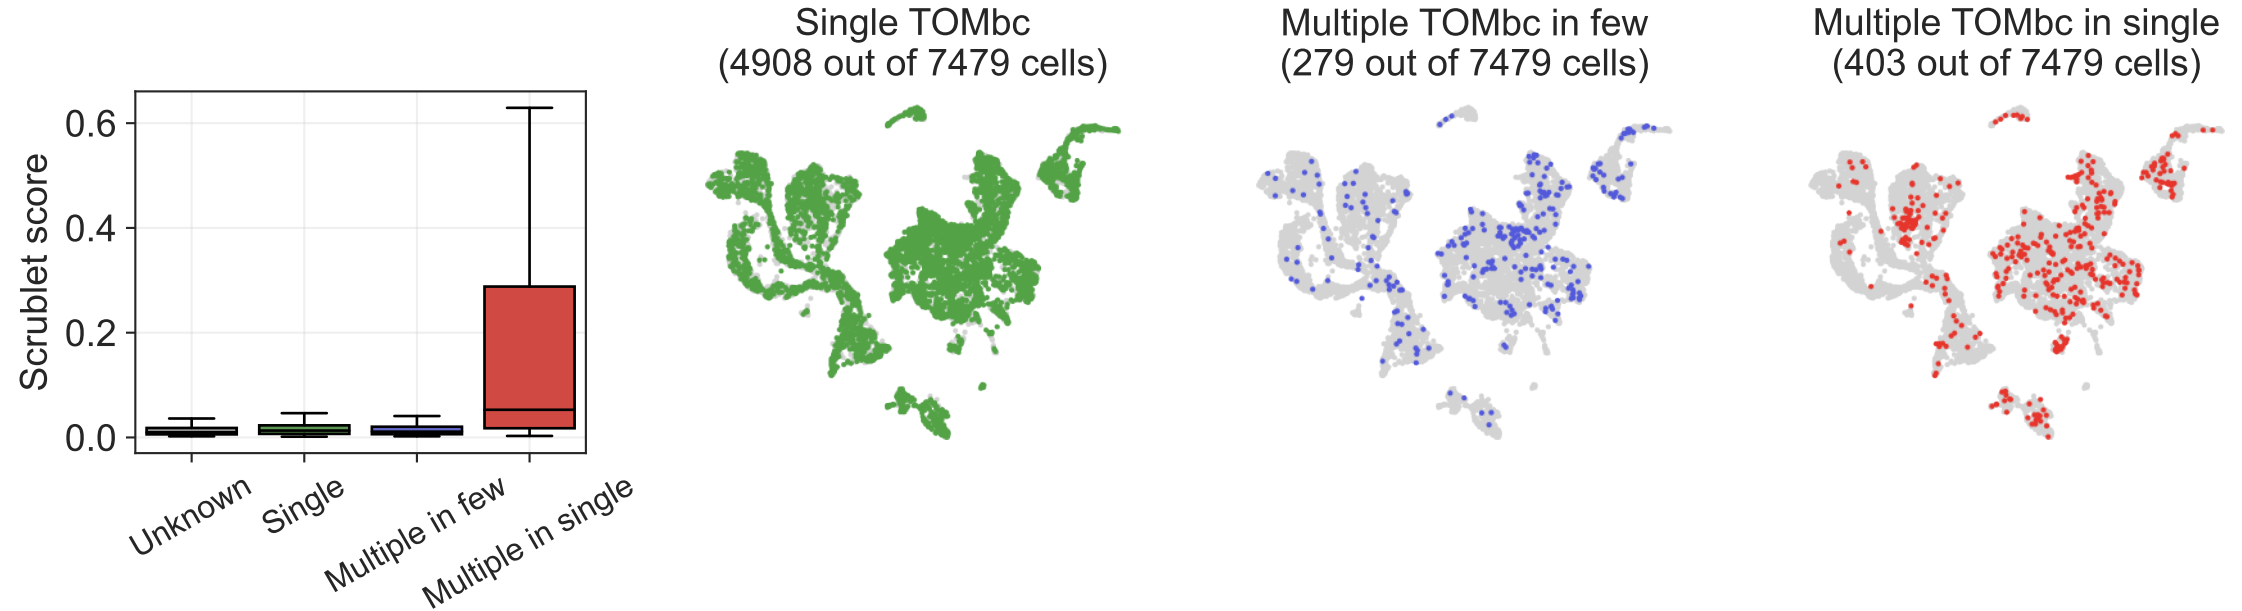 Single TOMbc
(4908 out of 7479 cells)
Multiple TOMbc in few
(279 out of 7479 cells)
Multiple TOMbc in single
(403 out of 7479 cells)
Scrublet score
0.6
0.4
0.2
0.0
Unknown
Single
Multiple in few
Multiple in single